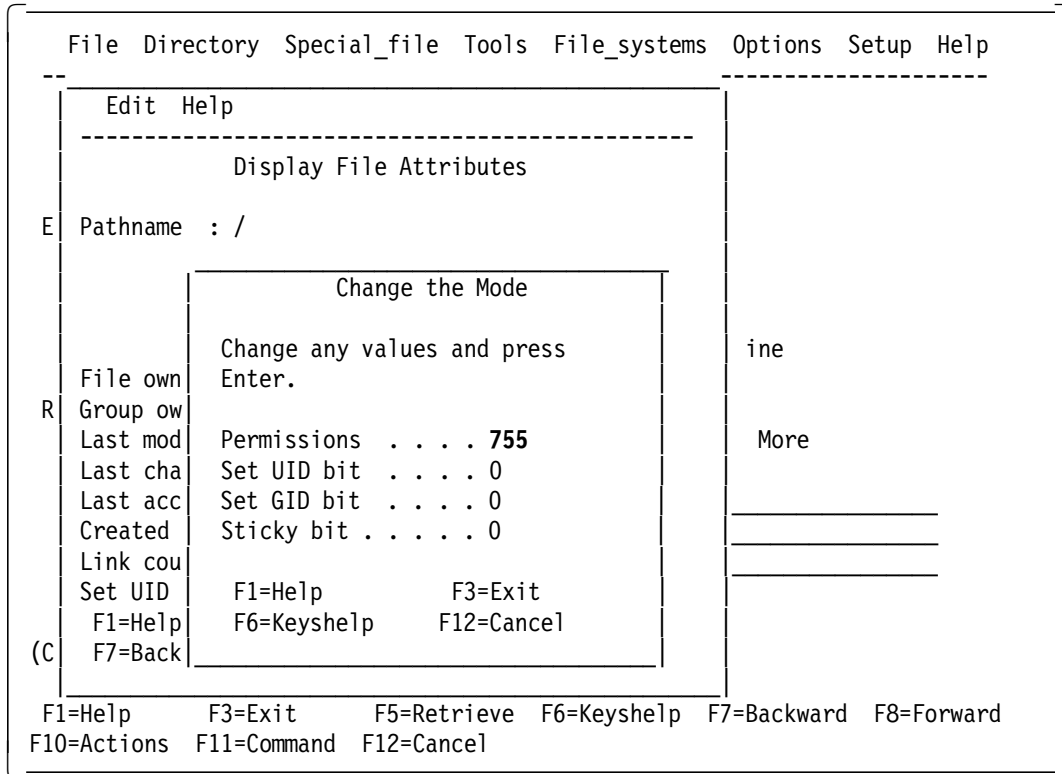 File Directory Special_file Tools File_systems Options Setup Help
Edit Help
Display File Attributes
E Pathname : /
Change the Mode
Change any values and press ine
File own Enter.
R Group ow
Last mod Permissions . . . . 755 More
Last cha Set UID bit . . . . 0
Last acc Set GID bit . . . . 0
Created Sticky bit . . . . . 0
Link cou
Set UID F1=Help F3=Exit
F1=Help F6=Keyshelp F12=Cancel
(C F7=Back
F1=Help F3=Exit F5=Retrieve F6=Keyshelp F7=Backward F8=Forward
F10=Actions F11=Command F12=Cancel